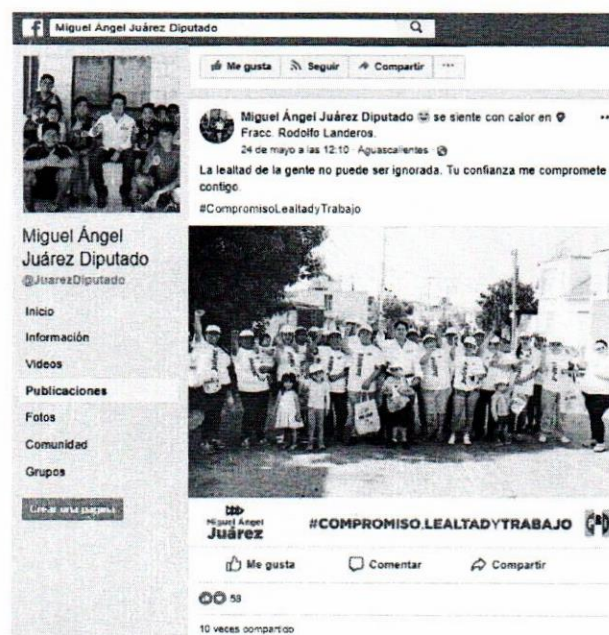 Miguel Ángel Juárez Diputado
Me gusta Seguir Compartir ...
Miguel Ángel Juárez Diputado se siente con calor en
Fracc. Rodolfo Landeros.
24 de mayo a las 12:10 · Aguascalientes ·
La lealtad de la gente no puede ser ignorada. Tu confianza me compromete
contigo.
#CompromisoLealtadyTrabajo
Miguel Ángel
Juárez Diputado
@JuarezDiputado
Inicio
Información
Videos
Publicaciones
Fotos
Comunidad
Grupos
Crear una página
Miguel Ángel
Juárez
#COMPROMISO.LEALTADYTRABAJO
Me gusta Comentar Compartir
53
10 veces compartido